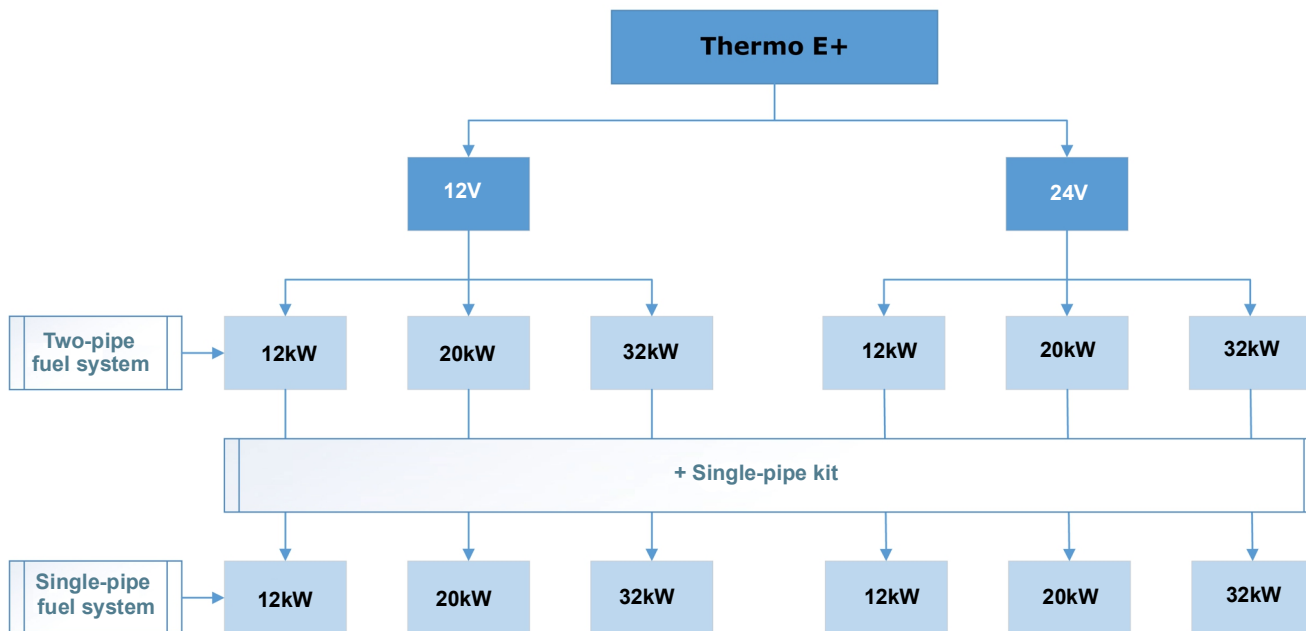 Thermo E+
12V
24V
Two-pipe
fuel system
12kW
20kW
32kW
12kW
20kW
32kW
+ Single-pipe kit
Single-pipe
fuel system
12kW
20kW
32kW
12kW
20kW
32kW